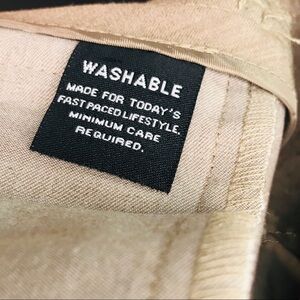 WASHABLE
MADE FOR TODAY'S
FAST PACED LIFESTYLE.
MINIMUM CARE
REQUIRED.